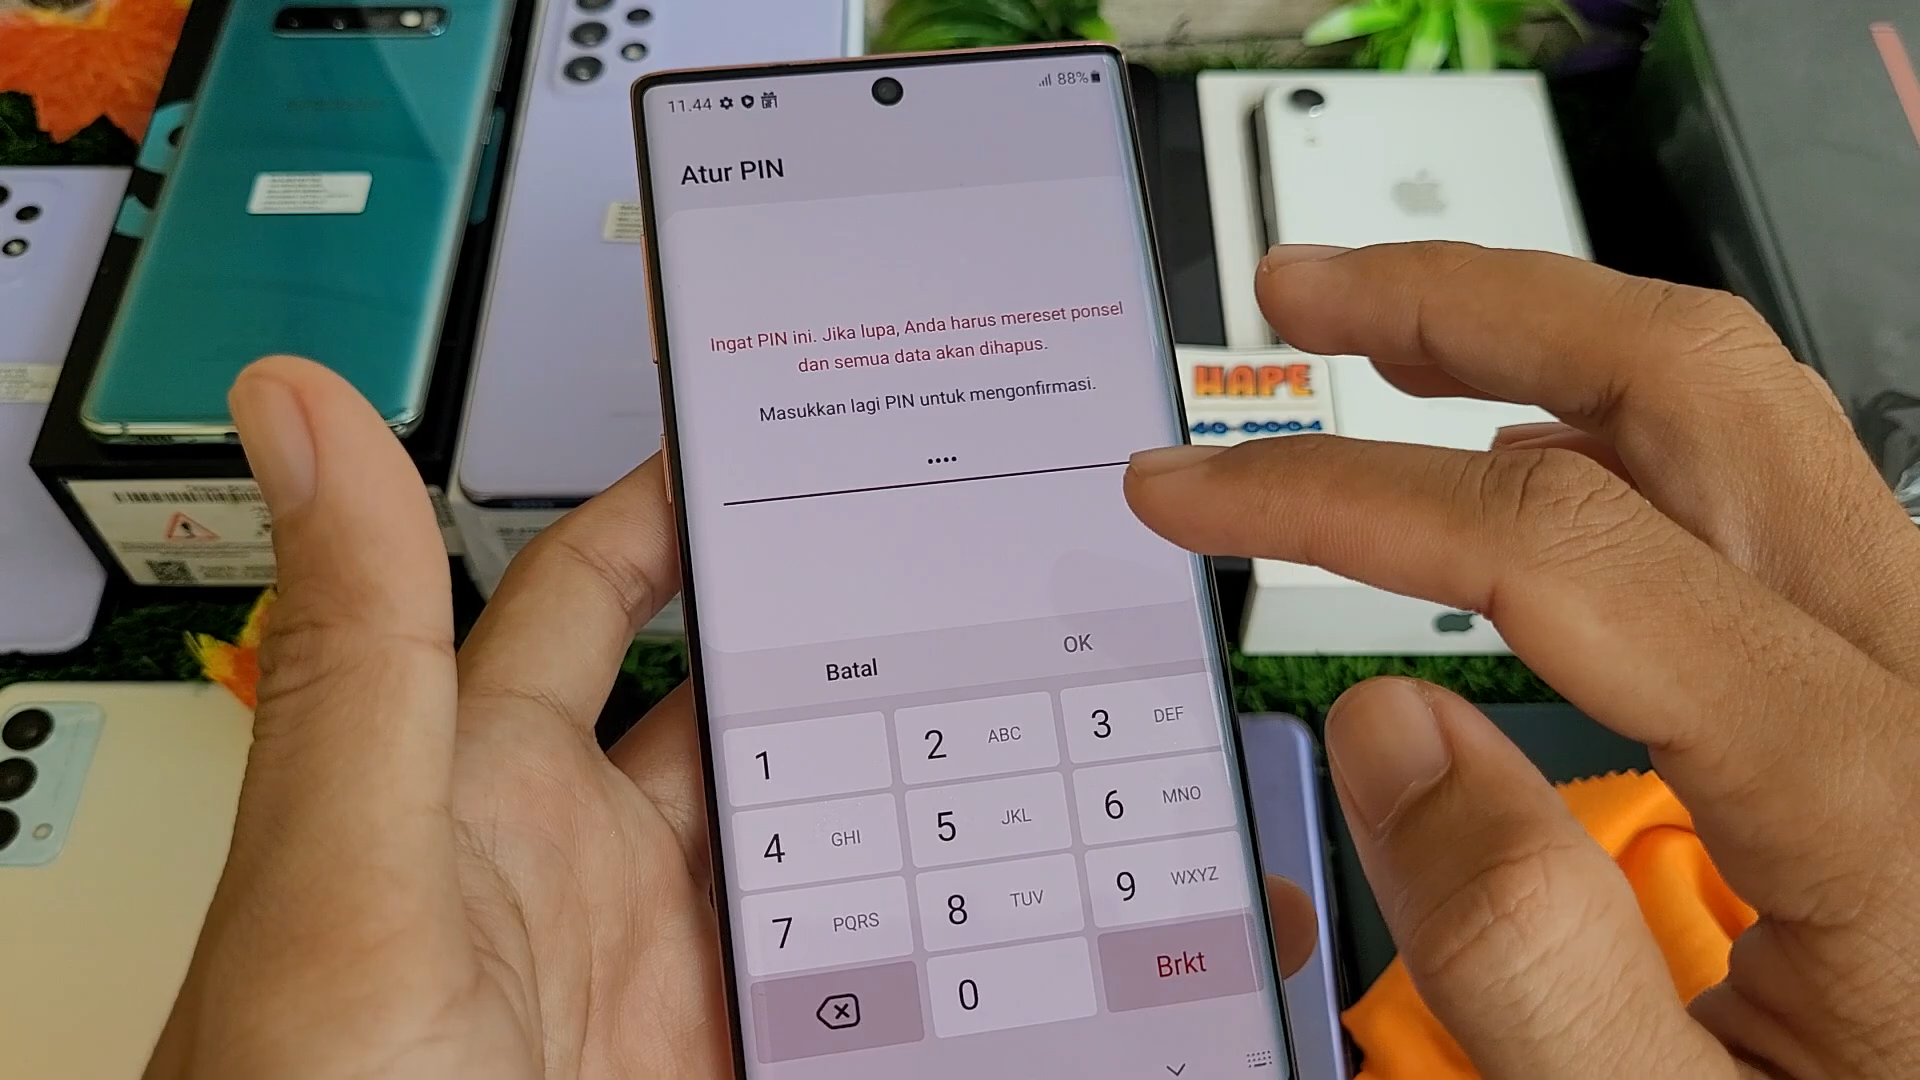 11.44
88%
Atur PIN
Ingat PIN ini. Jika lupa, Anda harus mereset ponsel
dan semua data akan dihapus.
Masukkan lagi PIN untuk mengonfirmasi.
••••
Batal OK
1 2 ABC 3 DEF
4 GHI 5 JKL 6 MNO
7 PQRS 8 TUV 9 WXYZ
0 Brkt
HAPE
40 0004